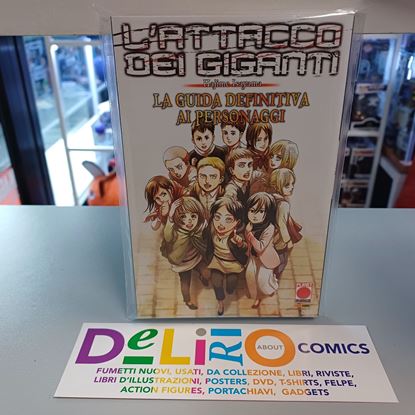 L'ATTACCO
DEI GIGANTI
Hajime Isayama
LA GUIDA DEFINITIVA
AI PERSONAGGI
DeLiRiO ABOUT COMICS
FUMETTI NUOVI, USATI, DA COLLEZIONE, LIBRI, RIVISTE,
LIBRI D'ILLUSTRAZIONI, POSTERS, DVD, T-SHIRTS, FELPE,
ACTION FIGURES, PORTACHIAVI, GADGETS